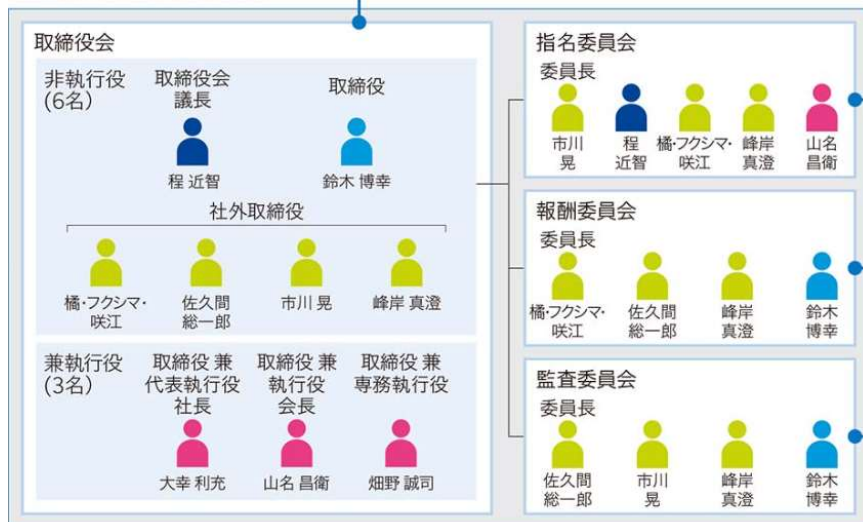 取締役会
非執行役
(6名)
取締役会
議長
取締役
程 近智
鈴木 博幸
社外取締役
橘・フクシマ・
咲江
佐久間
総一郎
市川 晃
峰岸 真澄
兼執行役
(3名)
取締役 兼
代表執行役
社長
取締役 兼
執行役
会長
取締役 兼
専務執行役
大幸 利充
山名 昌衛
畑野 誠司
指名委員会
委員長
市川
晃
程
近智
橘・フクシマ・
咲江
峰岸
真澄
山名
昌衛
報酬委員会
委員長
橘・フクシマ・
咲江
佐久間
総一郎
峰岸
真澄
鈴木
博幸
監査委員会
委員長
佐久間
総一郎
市川
晃
峰岸
真澄
鈴木
博幸